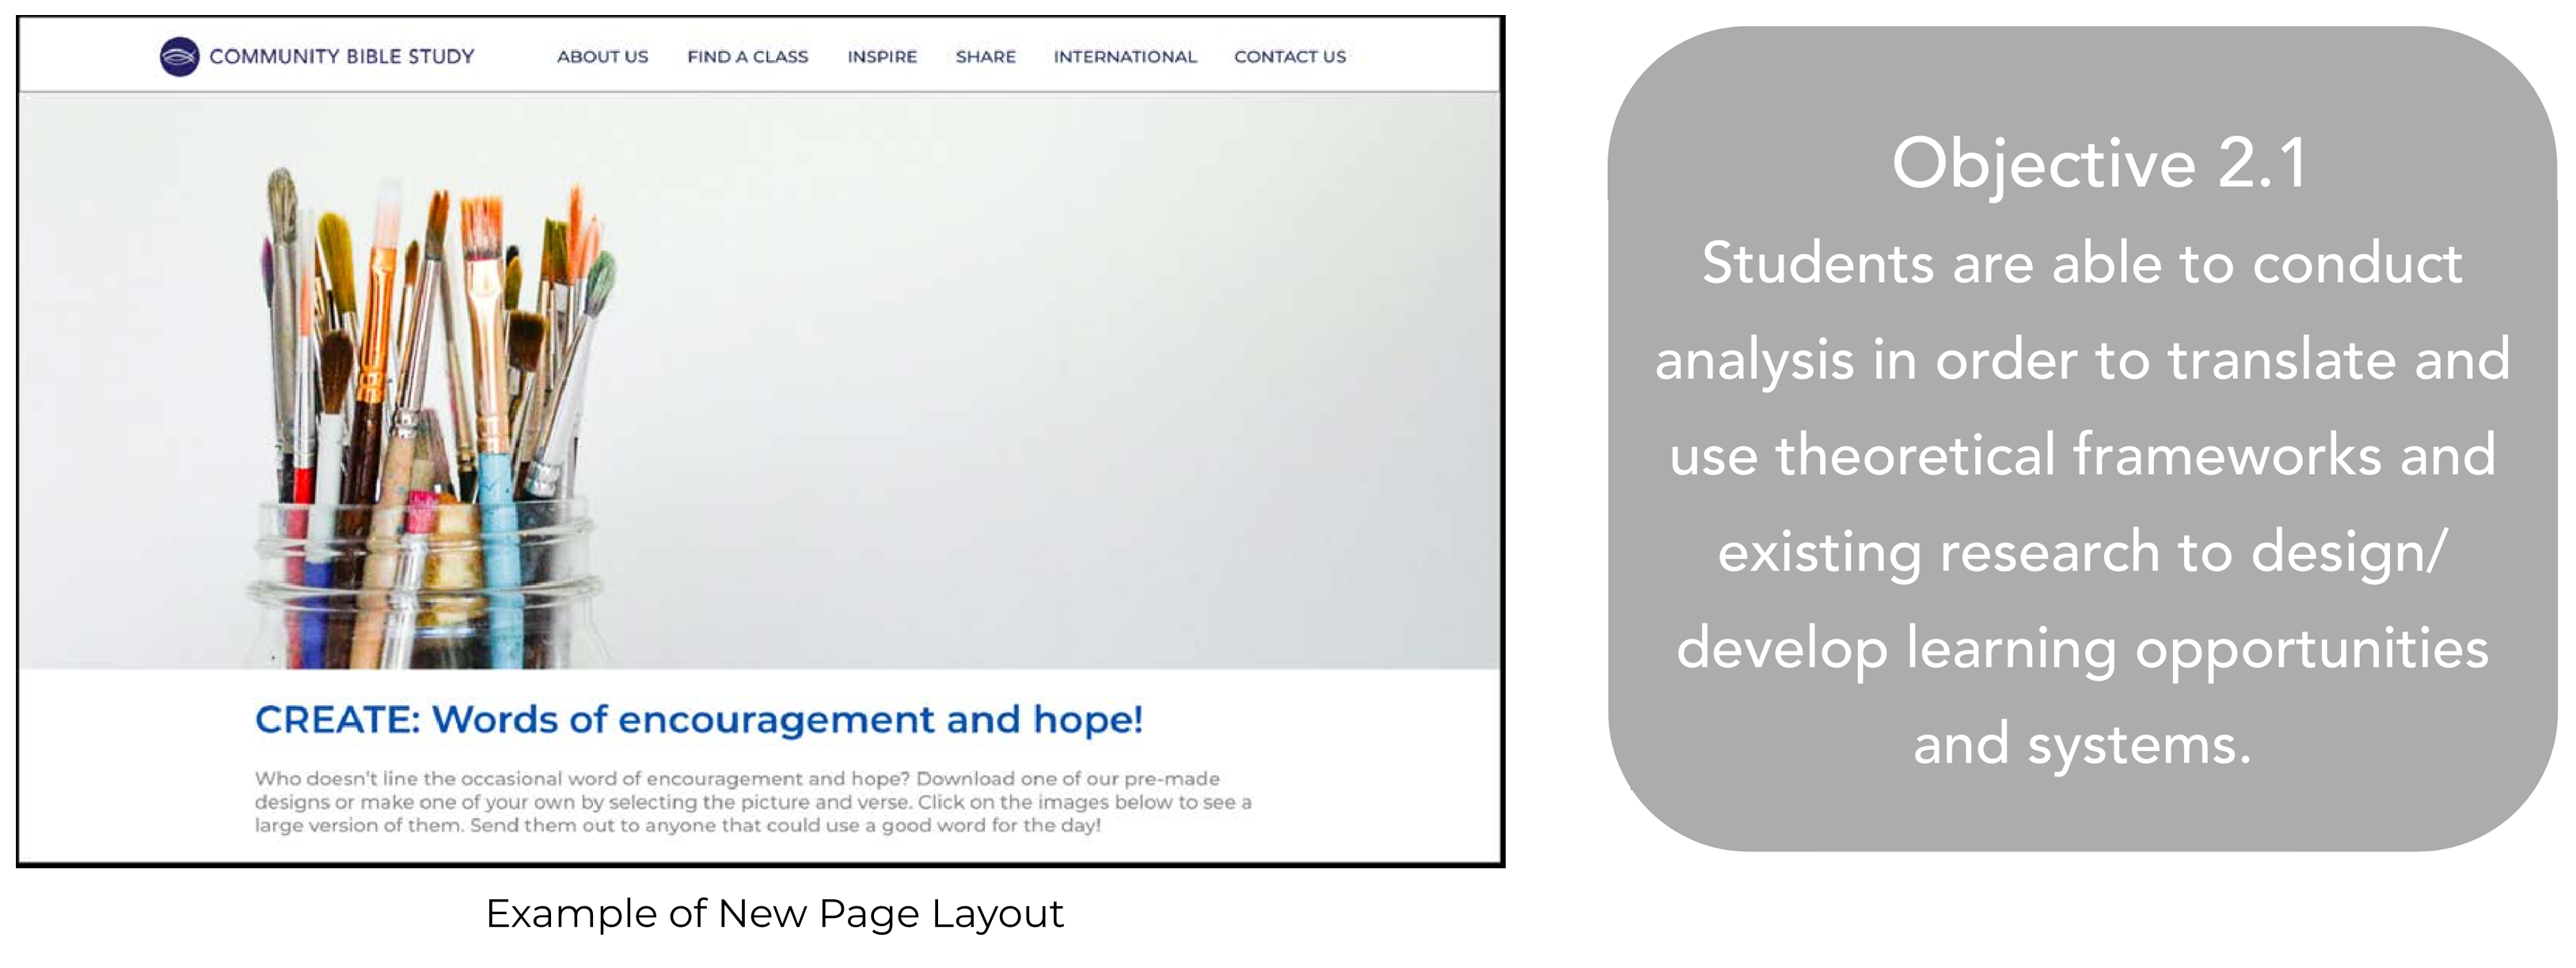 COMMUNITY BIBLE STUDY
ABOUT US
FIND A CLASS
INSPIRE
SHARE
INTERNATIONAL
CONTACT US
CREATE: Words of encouragement and hope!
Who doesn't line the occasional word of encouragement and hope? Download one of our pre-made
designs or make one of your own by selecting the picture and verse. Click on the images below to see a
large version of them. Send them out to anyone that could use a good word for the day!
Example of New Page Layout
Objective 2.1
Students are able to conduct
analysis in order to translate and
use theoretical frameworks and
existing research to design/
develop learning opportunities
and systems.